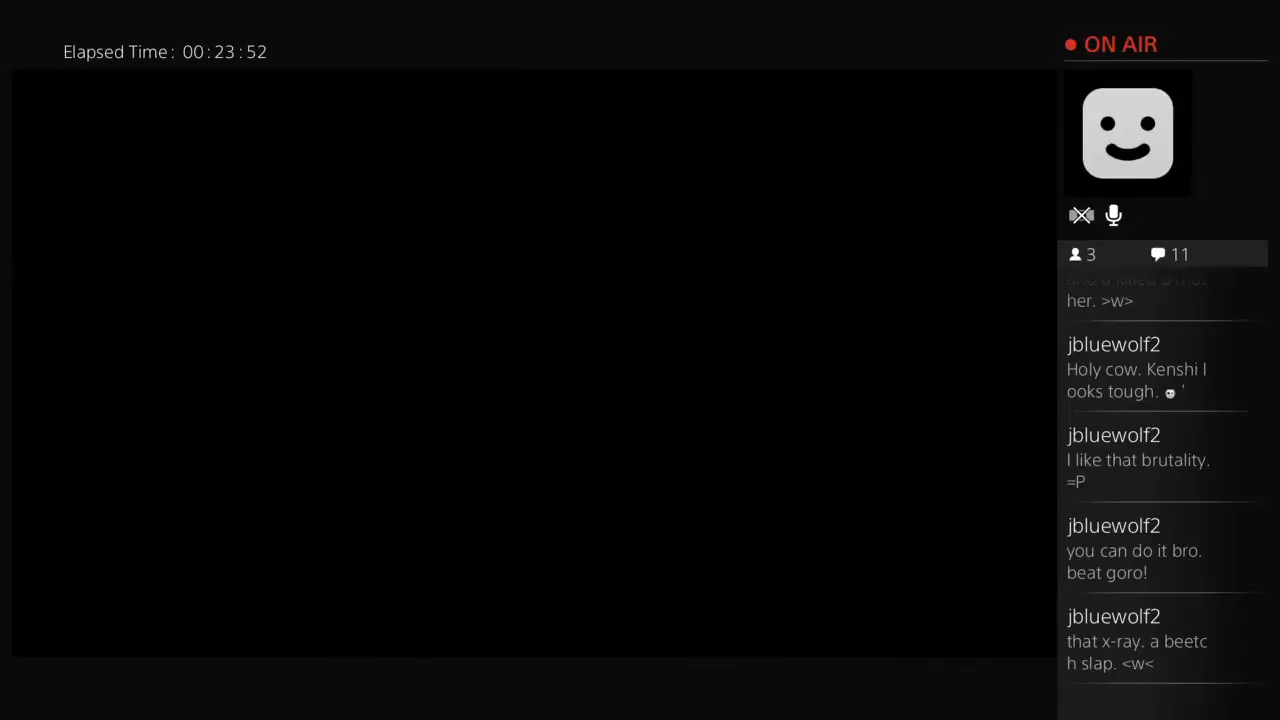 Elapsed Time: 00:23:52
ON AIR
3 11
her. >w>
jbluewolf2
Holy cow. Kenshi l
ooks tough. '
jbluewolf2
I like that brutality.
=P
jbluewolf2
you can do it bro.
beat goro!
jbluewolf2
that x-ray. a beetc
h slap. <w<